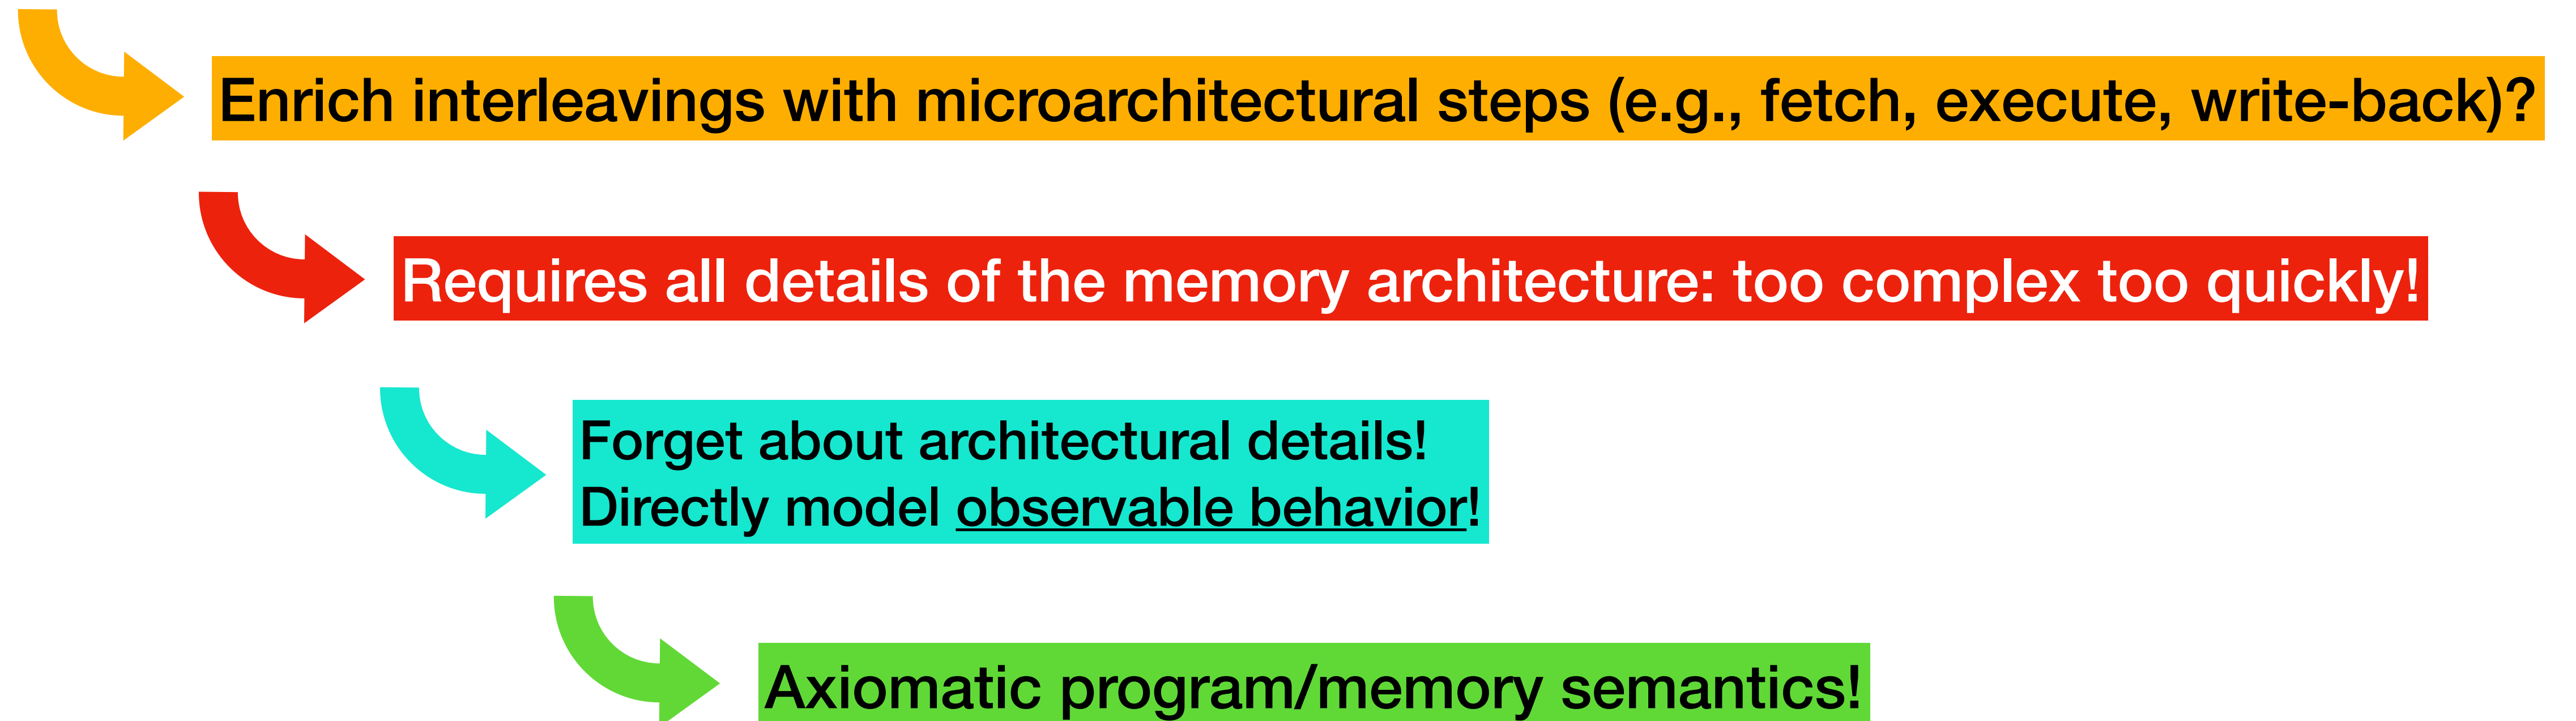 Enrich interleavings with microarchitectural steps (e.g., fetch, execute, write-back)?
Requires all details of the memory architecture: too complex too quickly!
Forget about architectural details!
Directly model observable behavior!
Axiomatic program/memory semantics!